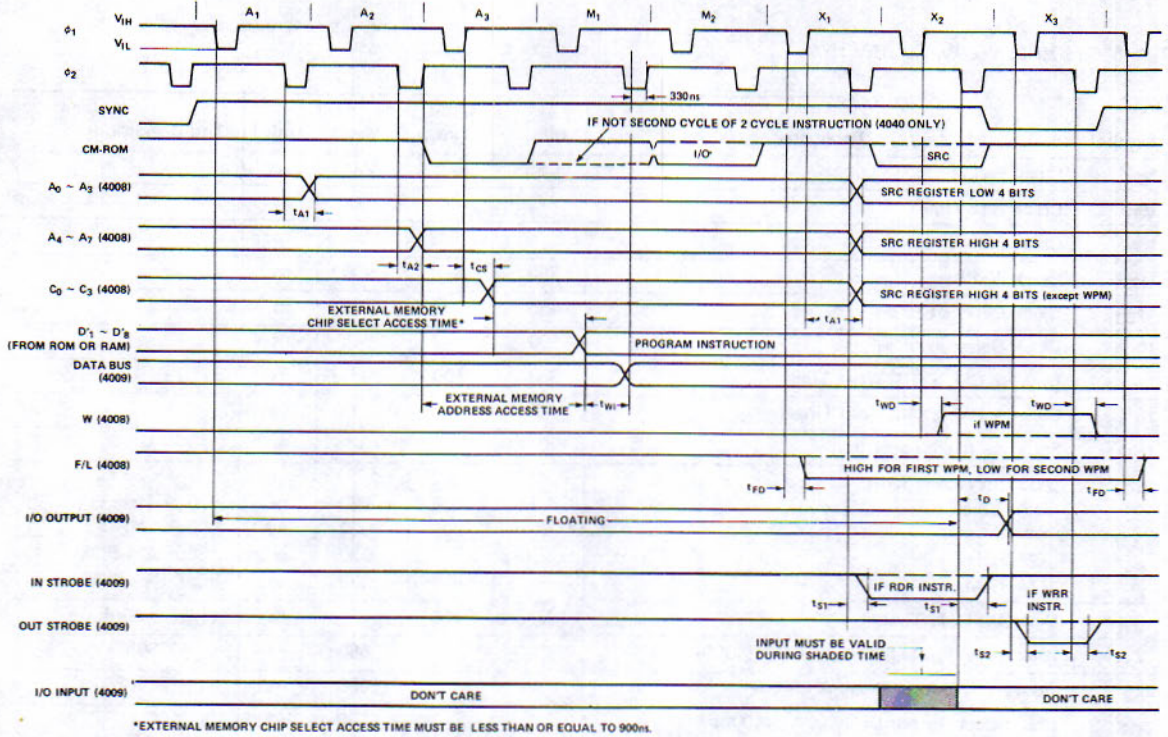 A1 A2 A3 M1 M2 X1 X2 X3
VIH
φ1
VIL
φ2
330ns
SYNC
IF NOT SECOND CYCLE OF 2 CYCLE INSTRUCTION (4040 ONLY)
CM-ROM
I/O
SRC
A0 ~ A3 (4008)
SRC REGISTER LOW 4 BITS
tA1
A4 ~ A7 (4008)
SRC REGISTER HIGH 4 BITS
tA2
tCS
C0 ~ C3 (4008)
SRC REGISTER HIGH 4 BITS (except WPM)
EXTERNAL MEMORY
CHIP SELECT ACCESS TIME*
tA1
D'1 ~ D'8
(FROM ROM OR RAM)
PROGRAM INSTRUCTION
DATA BUS
(4009)
EXTERNAL MEMORY
ADDRESS ACCESS TIME
tWI
tWD
tWD
W (4008)
if WPM
F/L (4008)
HIGH FOR FIRST WPM, LOW FOR SECOND WPM
tFD
tD
tFD
I/O OUTPUT (4009)
FLOATING
IN STROBE (4009)
IF RDR INSTR.
IF WRR
INSTR.
tS1
tS1
OUT STROBE (4009)
INPUT MUST BE VALID
DURING SHADED TIME
tS2
tS2
I/O INPUT (4009)
DON'T CARE
DON'T CARE
*EXTERNAL MEMORY CHIP SELECT ACCESS TIME MUST BE LESS THAN OR EQUAL TO 900ns.